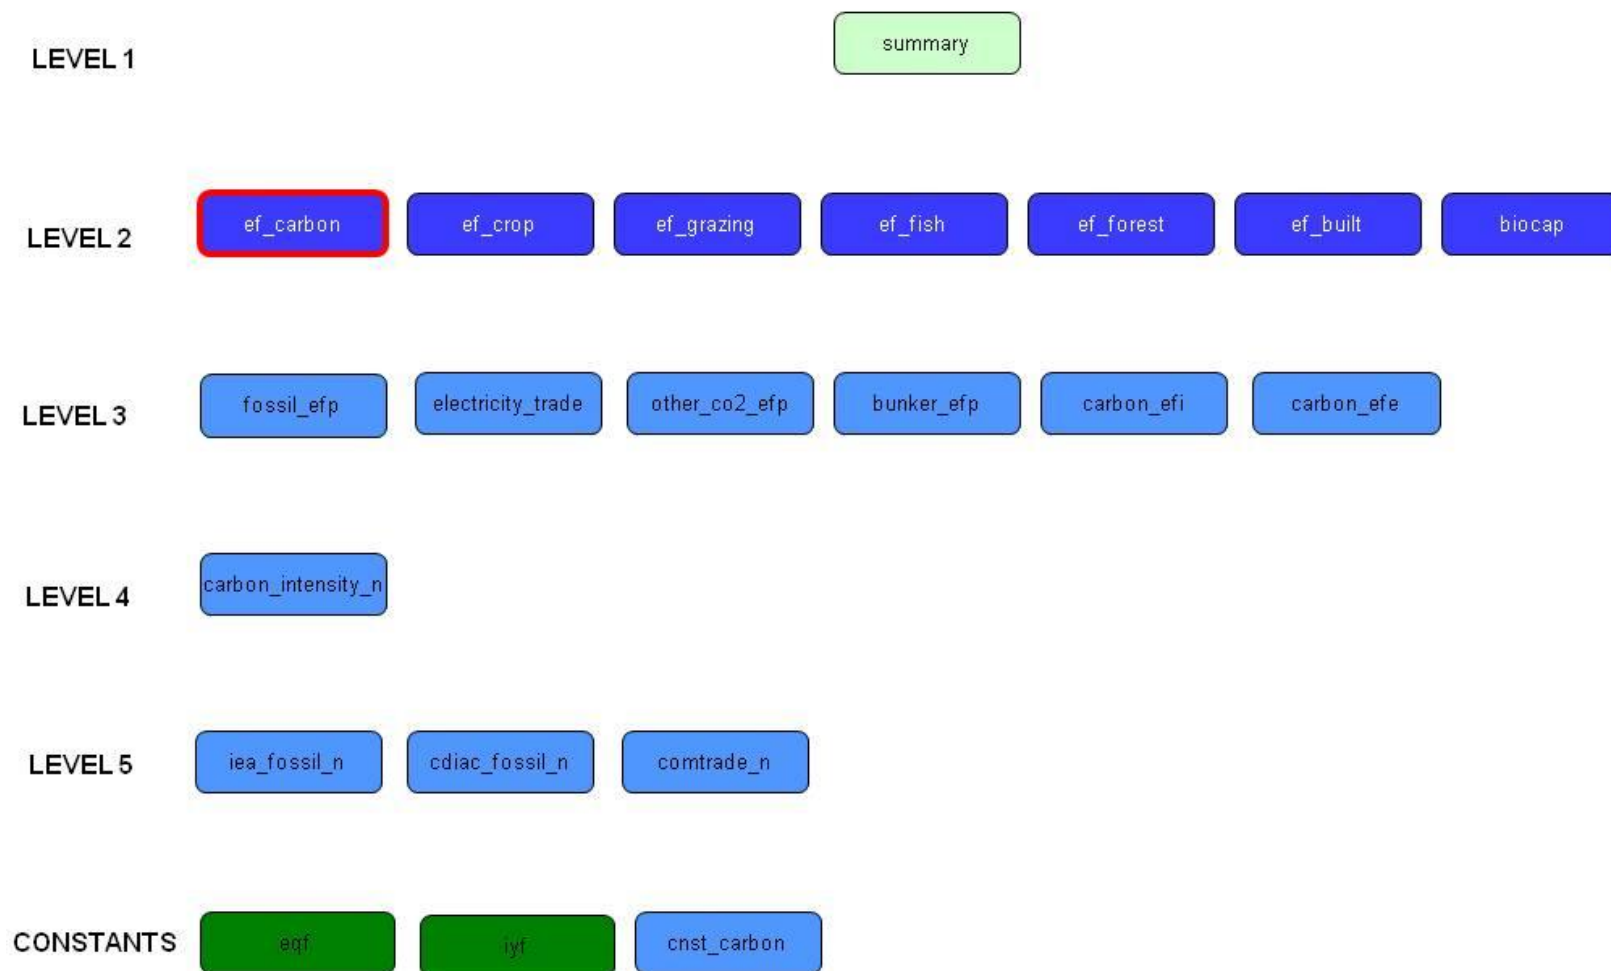 LEVEL 1
summary
LEVEL 2
ef_carbon
ef_crop
ef_grazing
ef_fish
ef_forest
ef_built
biocap
LEVEL 3
fossil_efp
electricity_trade
other_co2_efp
bunker_efp
carbon_efi
carbon_efe
LEVEL 4
carbon_intensity_n
LEVEL 5
iea_fossil_n
cdiac_fossil_n
comtrade_n
CONSTANTS
eqf
iyf
cnst_carbon